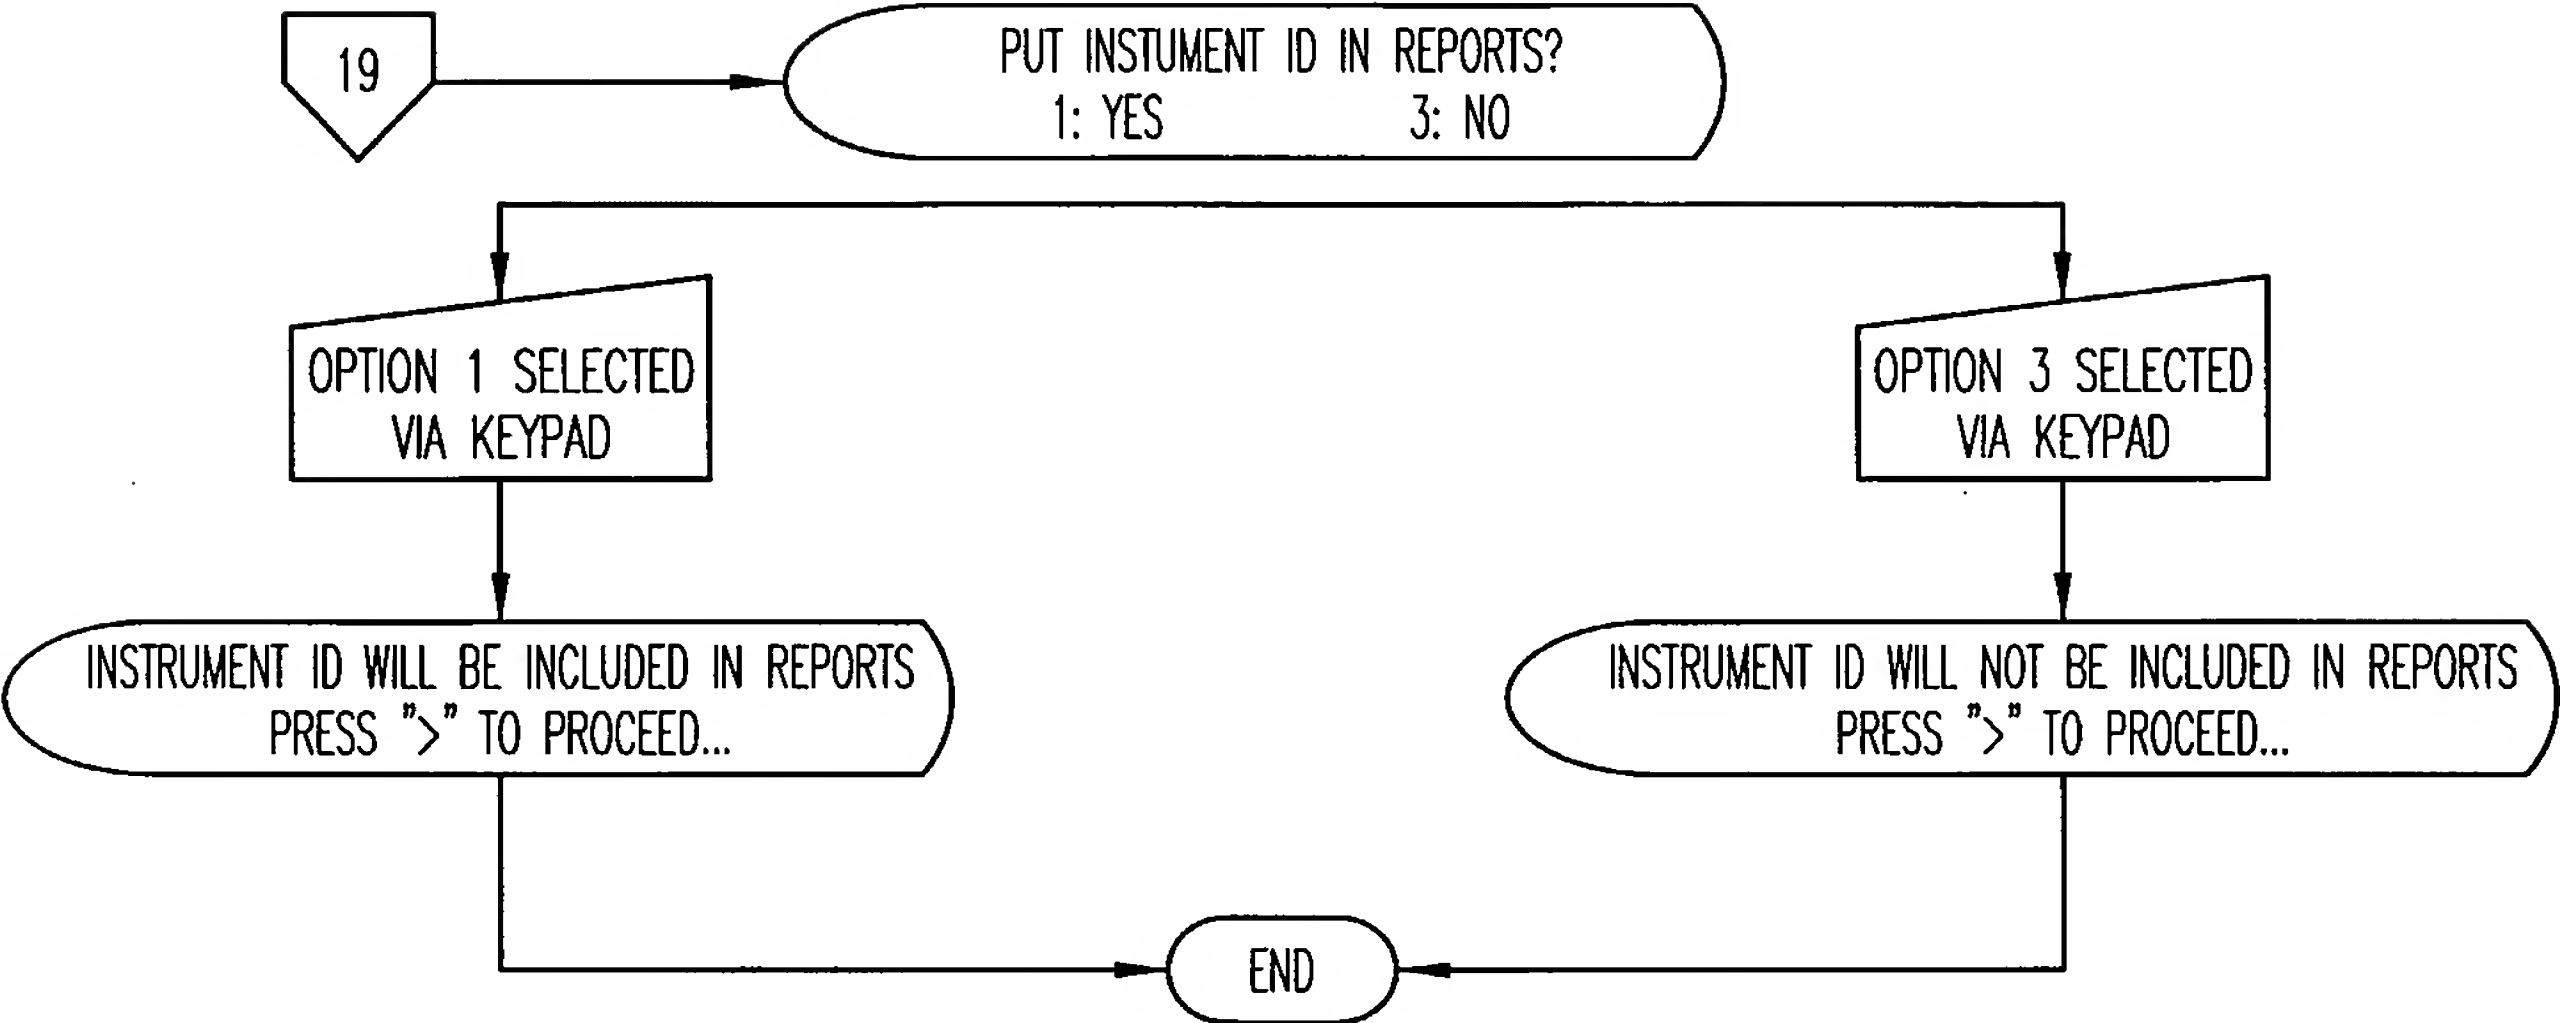 19
PUT INSTUMENT ID IN REPORTS?
1: YES 3: NO
OPTION 1 SELECTED
VIA KEYPAD
OPTION 3 SELECTED
VIA KEYPAD
INSTRUMENT ID WILL BE INCLUDED IN REPORTS
PRESS ">" TO PROCEED...
INSTRUMENT ID WILL NOT BE INCLUDED IN REPORTS
PRESS ">" TO PROCEED...
END